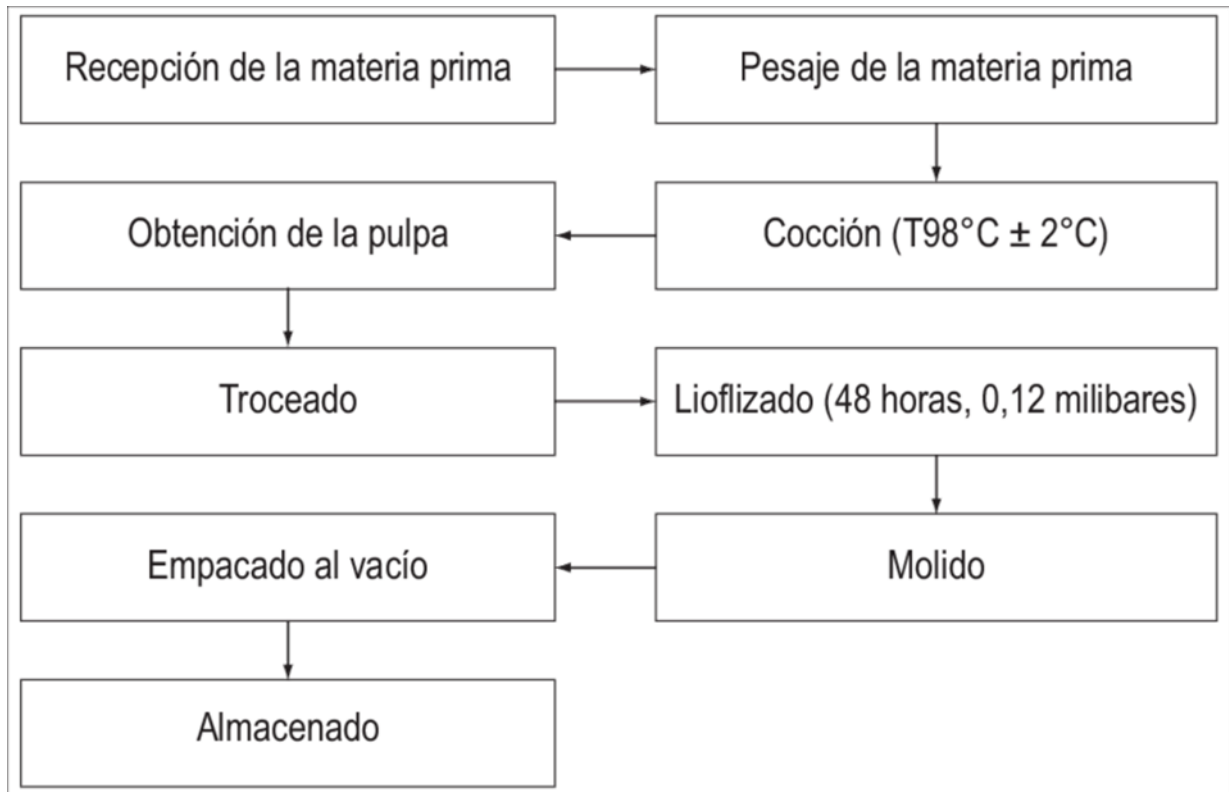 Recepción de la materia prima
Pesaje de la materia prima
Cocción (T98°C ± 2°C)
Obtención de la pulpa
Troceado
Lioflizado (48 horas, 0,12 milibares)
Molido
Empacado al vacío
Almacenado